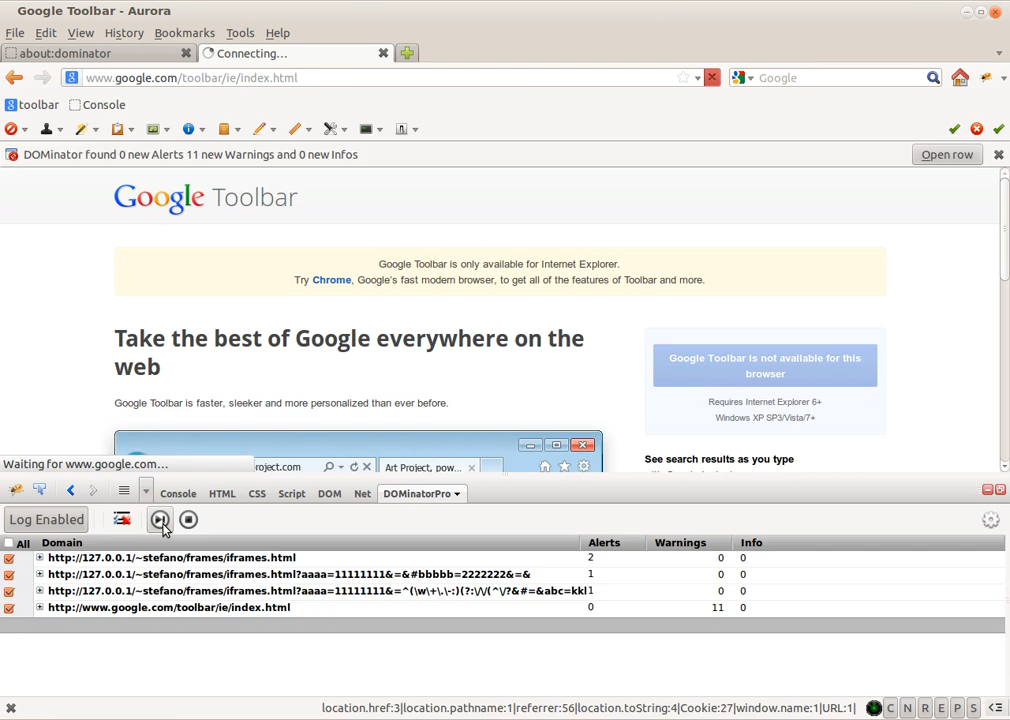 Google Toolbar - Aurora
File Edit View History Bookmarks Tools Help
about:dominator Connecting...
www.google.com/toolbar/ie/index.html Google
toolbar Console
DOMinator found 0 new Alerts 11 new Warnings and 0 new Infos Open row
Google Toolbar
Google Toolbar is only available for Internet Explorer.
Try Chrome, Google's fast modern browser, to get all of the features of Toolbar and more.
Take the best of Google everywhere on the
web
Google Toolbar is not available for this
browser
Requires Internet Explorer 6+
Windows XP SP3/Vista/7+
Google Toolbar is faster, sleeker and more personalized than ever before.
See search results as you type
Waiting for www.google.com... roject.com Art Project, pow...
Console HTML CSS Script DOM Net DOMinatorPro
Log Enabled
All Domain Alerts Warnings Info
http://127.0.0.1/~stefano/frames/iframes.html 2 0 0
http://127.0.0.1/~stefano/frames/iframes.html?aaaa=11111111&=&#bbbbb=2222222&=& 1 0 0
http://127.0.0.1/~stefano/frames/iframes.html?aaaa=11111111&=^(\w\+\.\-:)(?:\/\/(^\/?&#=&abc=kkl 1 0 0
http://www.google.com/toolbar/ie/index.html 0 11 0
location.href:3|location.pathname:1|referrer:56|location.toString:4|Cookie:27|window.name:1|URL:1| C N R E P S